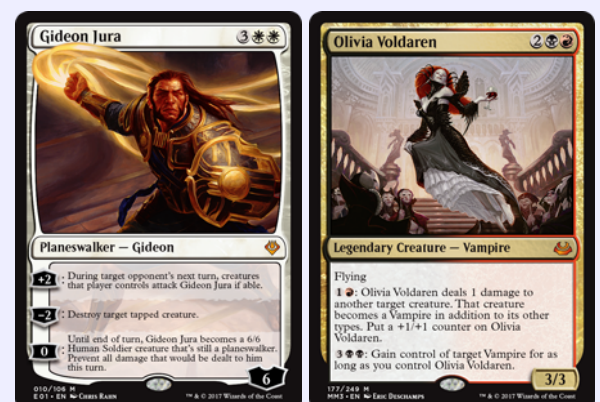 Gideon Jura 3
Planeswalker — Gideon
+2 : During target opponent's next turn, creatures
that player controls attack Gideon Jura if able.
−2 : Destroy target tapped creature.
0 : Until end of turn, Gideon Jura becomes a 6/6
Human Soldier creature that's still a planeswalker.
Prevent all damage that would be dealt to him
this turn.
6
010/106 M
E01 • EN Chris Rahn
™ & © 2017 Wizards of the Coast
Olivia Voldaren 2
Legendary Creature — Vampire
Flying
1 : Olivia Voldaren deals 1 damage to
another target creature. That creature
becomes a Vampire in addition to its other
types. Put a +1/+1 counter on Olivia
Voldaren.
3 : Gain control of target Vampire for as
long as you control Olivia Voldaren.
3/3
177/249 M
MM3 • EN Eric Deschamps
™ & © 2017 Wizards of the Coast